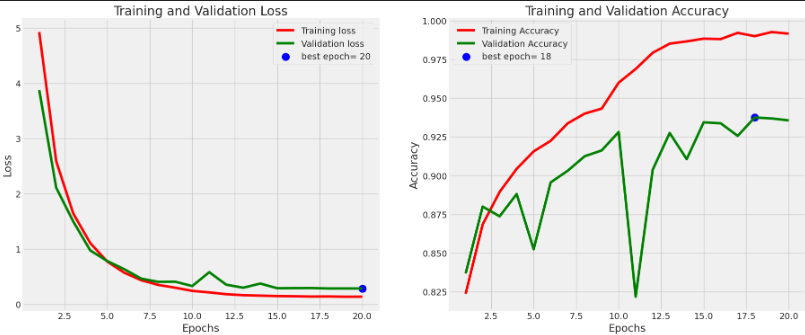 Training and Validation Loss
5
4
3
2
1
0
Loss
Training loss
Validation loss
best epoch= 20
2.5 5.0 7.5 10.0 12.5 15.0 17.5 20.0
Epochs
Training and Validation Accuracy
1.000
0.975
0.950
0.925
0.900
0.875
0.850
0.825
Accuracy
Training Accuracy
Validation Accuracy
best epoch= 18
2.5 5.0 7.5 10.0 12.5 15.0 17.5 20.0
Epochs